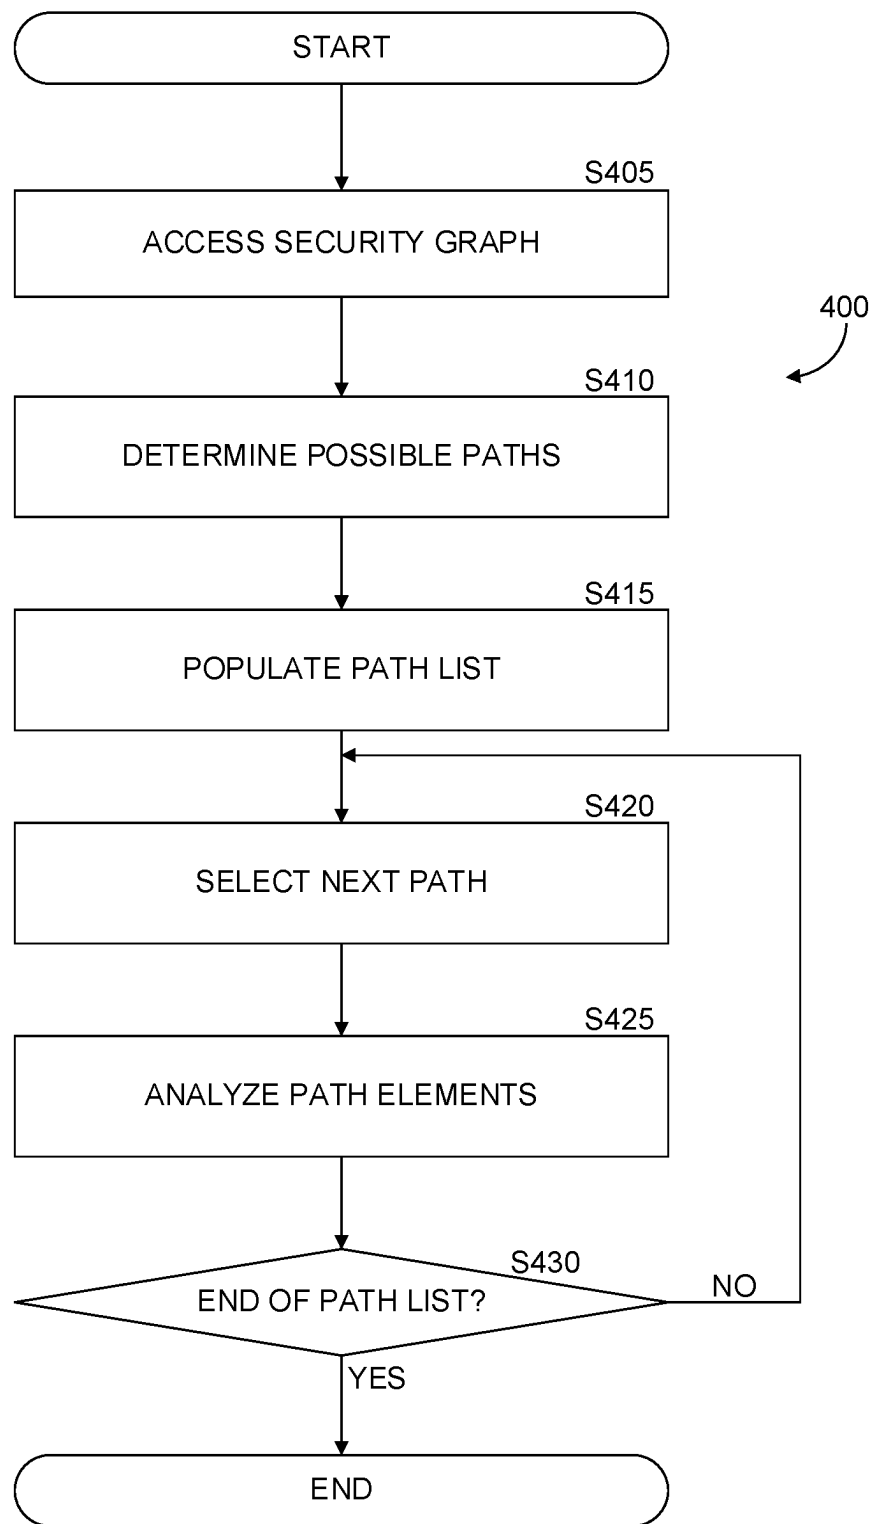 START
S405
ACCESS SECURITY GRAPH
400
S410
DETERMINE POSSIBLE PATHS
S415
POPULATE PATH LIST
S420
SELECT NEXT PATH
S425
ANALYZE PATH ELEMENTS
S430
END OF PATH LIST?
NO
YES
END